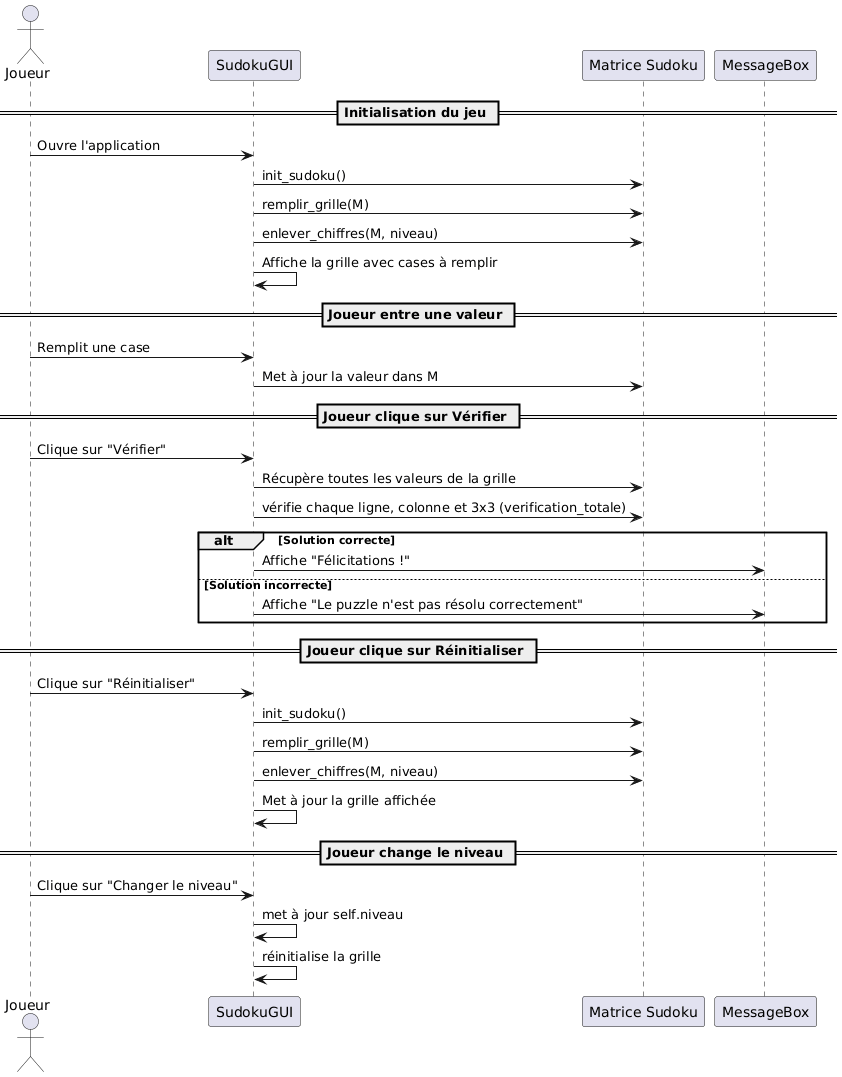 Joueur
SudokuGUI
Matrice Sudoku
MessageBox
Initialisation du jeu
Ouvre l'application
init_sudoku()
remplir_grille(M)
enlever_chiffres(M, niveau)
Affiche la grille avec cases à remplir
Joueur entre une valeur
Remplit une case
Met à jour la valeur dans M
Joueur clique sur Vérifier
Clique sur "Vérifier"
Récupère toutes les valeurs de la grille
vérifie chaque ligne, colonne et 3x3 (verification_totale)
alt
[Solution correcte]
Affiche "Félicitations !"
[Solution incorrecte]
Affiche "Le puzzle n'est pas résolu correctement"
Joueur clique sur Réinitialiser
Clique sur "Réinitialiser"
init_sudoku()
remplir_grille(M)
enlever_chiffres(M, niveau)
Met à jour la grille affichée
Joueur change le niveau
Clique sur "Changer le niveau"
met à jour self.niveau
réinitialise la grille
Joueur
SudokuGUI
Matrice Sudoku
MessageBox